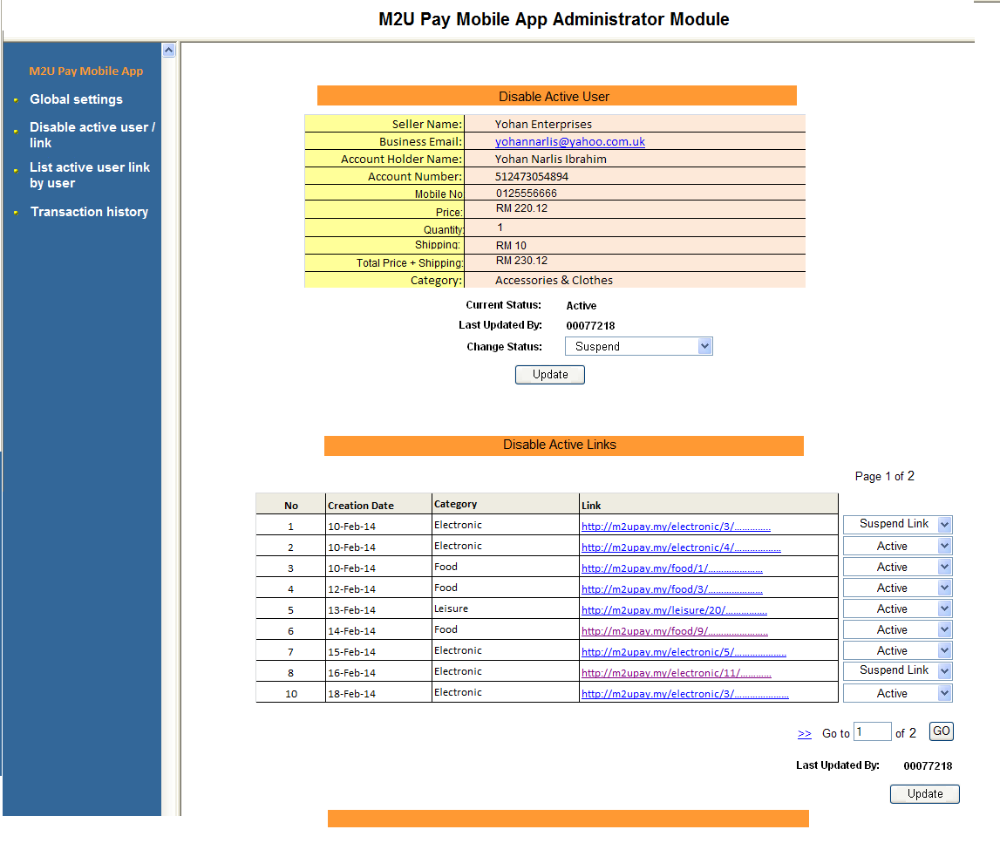 M2U Pay Mobile App Administrator Module
M2U Pay Mobile App
Global settings
Disable active user /
link
List active user link
by user
Transaction history
Disable Active User
Seller Name: Yohan Enterprises
Business Email: yohannarlis@yahoo.com.uk
Account Holder Name: Yohan Narlis Ibrahim
Account Number: 512473054894
Mobile No 0125556666
Price: RM 220.12
Quantity: 1
Shipping: RM 10
Total Price + Shipping: RM 230.12
Category: Accessories & Clothes
Current Status: Active
Last Updated By: 00077218
Change Status: Suspend
Update
Disable Active Links
Page 1 of 2
No Creation Date Category Link
1 10-Feb-14 Electronic http://m2upay.my/electronic/3/.............. Suspend Link
2 10-Feb-14 Electronic http://m2upay.my/electronic/4/.................. Active
3 10-Feb-14 Food http://m2upay.my/food/1/..................... Active
4 12-Feb-14 Food http://m2upay.my/food/3/..................... Active
5 13-Feb-14 Leisure http://m2upay.my/leisure/20/................ Active
6 14-Feb-14 Food http://m2upay.my/food/9/....................... Active
7 15-Feb-14 Electronic http://m2upay.my/electronic/5/.................... Active
8 16-Feb-14 Electronic http://m2upay.my/electronic/11/............ Suspend Link
10 18-Feb-14 Electronic http://m2upay.my/electronic/3/..................... Active
>> Go to 1 of 2 GO
Last Updated By: 00077218
Update